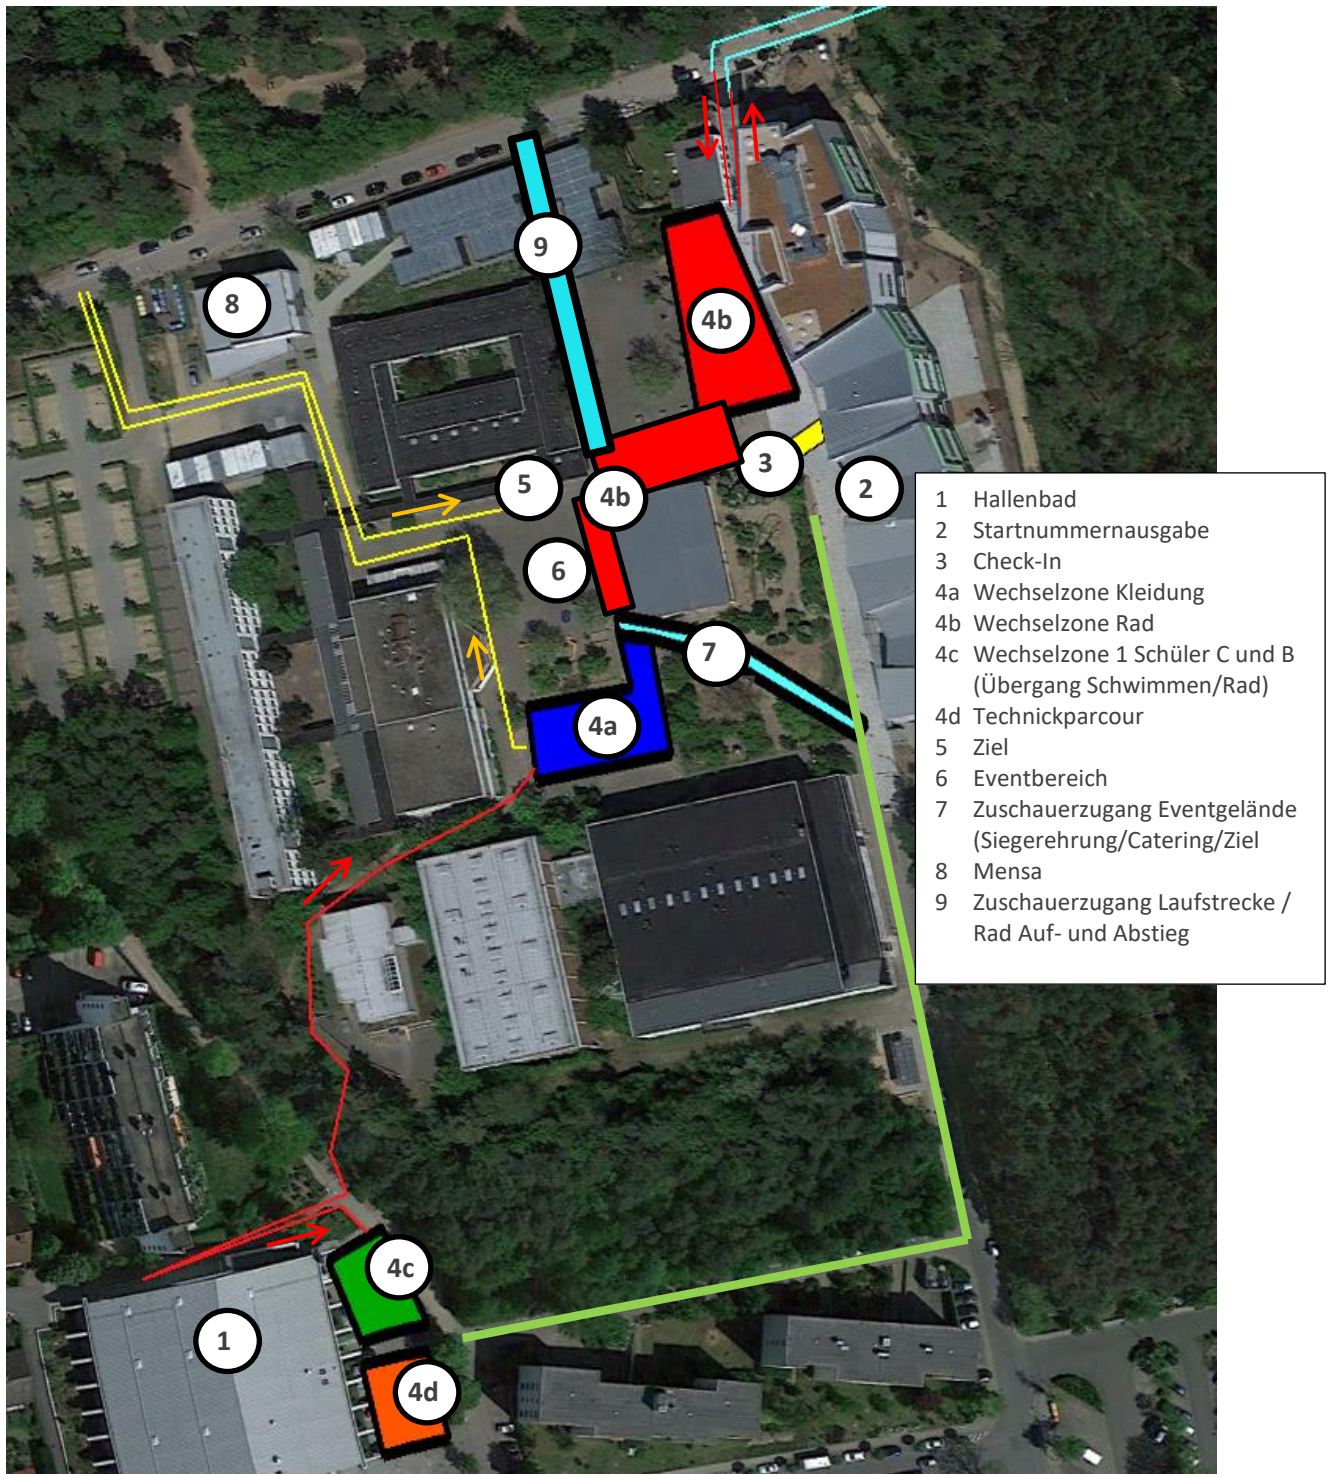 9
8
4b
5
3
4b
2
6
7
4a
4c
1
4d
1 Hallenbad
2 Startnummernausgabe
3 Check-In
4a Wechselzone Kleidung
4b Wechselzone Rad
4c Wechselzone 1 Schüler C und B
(Übergang Schwimmen/Rad)
4d Technickparcour
5 Ziel
6 Eventbereich
7 Zuschauerzugang Eventgelände
(Siegerehrung/Catering/Ziel
8 Mensa
9 Zuschauerzugang Laufstrecke /
Rad Auf- und Abstieg